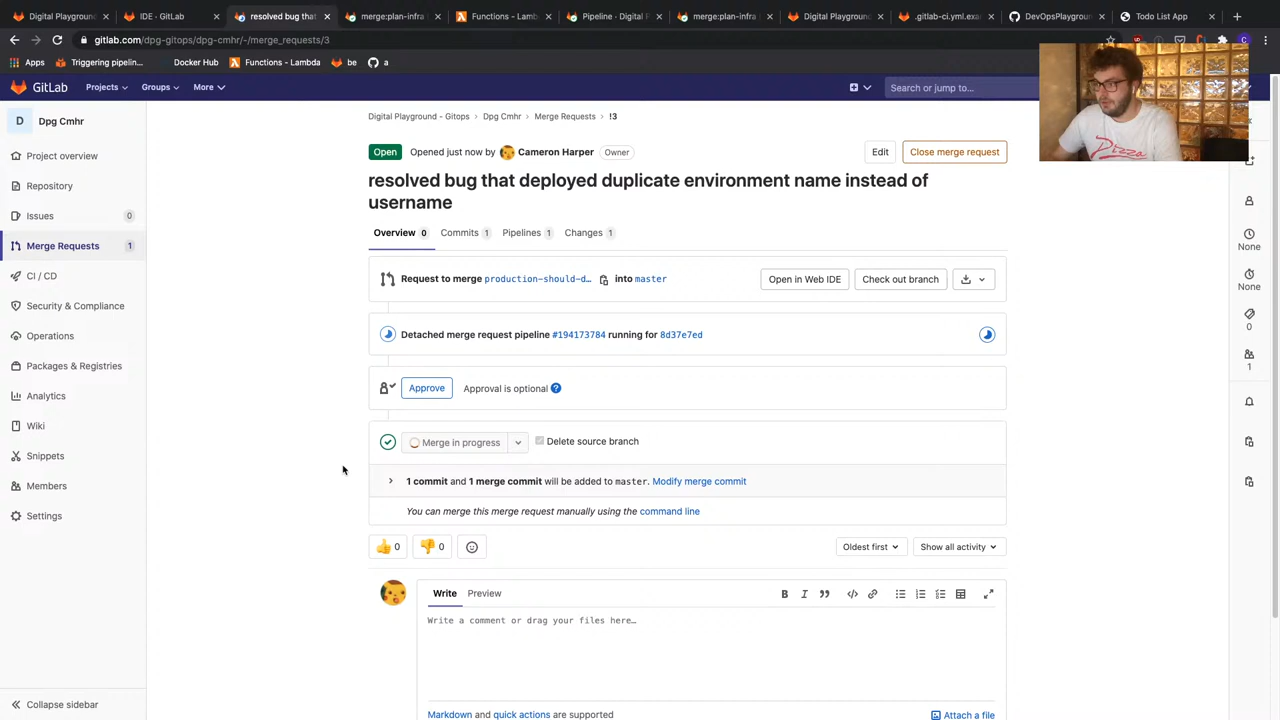 Digital Playground
IDE · GitLab
resolved bug that
merge:plan-infra
Functions - Lambda
Pipeline · Digital P
merge:plan-infra
Digital Playground
.gitlab-ci.yml.exa
DevOpsPlaygroun
Todo List App
gitlab.com/dpg-gitops/dpg-cmhr/-/merge_requests/3
Apps
Triggering pipelin...
Docker Hub
Functions - Lambda
be
a
GitLab
Projects
Groups
More
Search or jump to...
D
Dpg Cmhr
Project overview
Repository
Issues
0
Merge Requests
1
CI / CD
Security & Compliance
Operations
Packages & Registries
Analytics
Wiki
Snippets
Members
Settings
Collapse sidebar
Digital Playground - Gitops
Dpg Cmhr
Merge Requests
!3
Open
Opened just now by
Cameron Harper
Owner
Edit
Close merge request
resolved bug that deployed duplicate environment name instead of
username
Overview 0
Commits 1
Pipelines 1
Changes 1
Request to merge production-should-d… into master
Open in Web IDE
Check out branch
Detached merge request pipeline #194173784 running for 8d37e7ed
Approve
Approval is optional
Merge in progress
Delete source branch
1 commit and 1 merge commit will be added to master. Modify merge commit
You can merge this merge request manually using the command line
0
0
Oldest first
Show all activity
Write
Preview
Write a comment or drag your files here…
Markdown and quick actions are supported
Attach a file
None
None
0
1